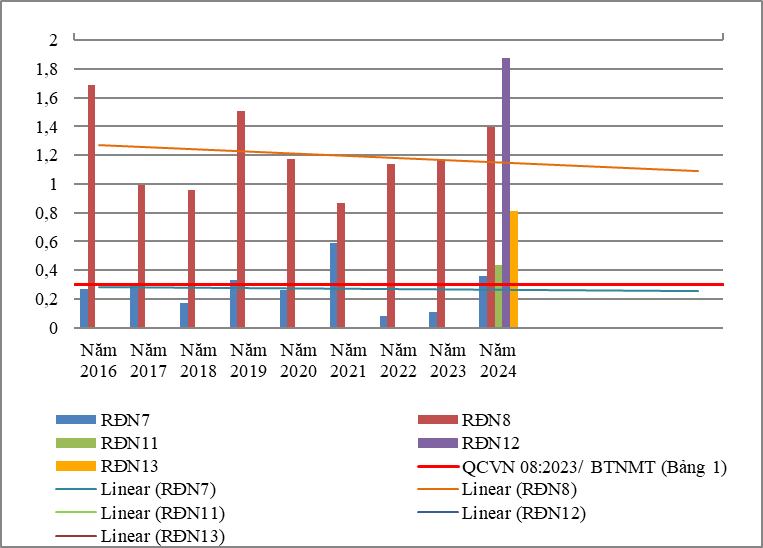 2
1,8
1,6
1,4
1,2
1
0,8
0,6
0,4
0,2
0
Năm 2016
Năm 2017
Năm 2018
Năm 2019
Năm 2020
Năm 2021
Năm 2022
Năm 2023
Năm 2024
RĐN7
RĐN8
RĐN11
RĐN12
RĐN13
QCVN 08:2023/ BTNMT (Bảng 1)
Linear (RĐN7)
Linear (RĐN8)
Linear (RĐN11)
Linear (RĐN12)
Linear (RĐN13)